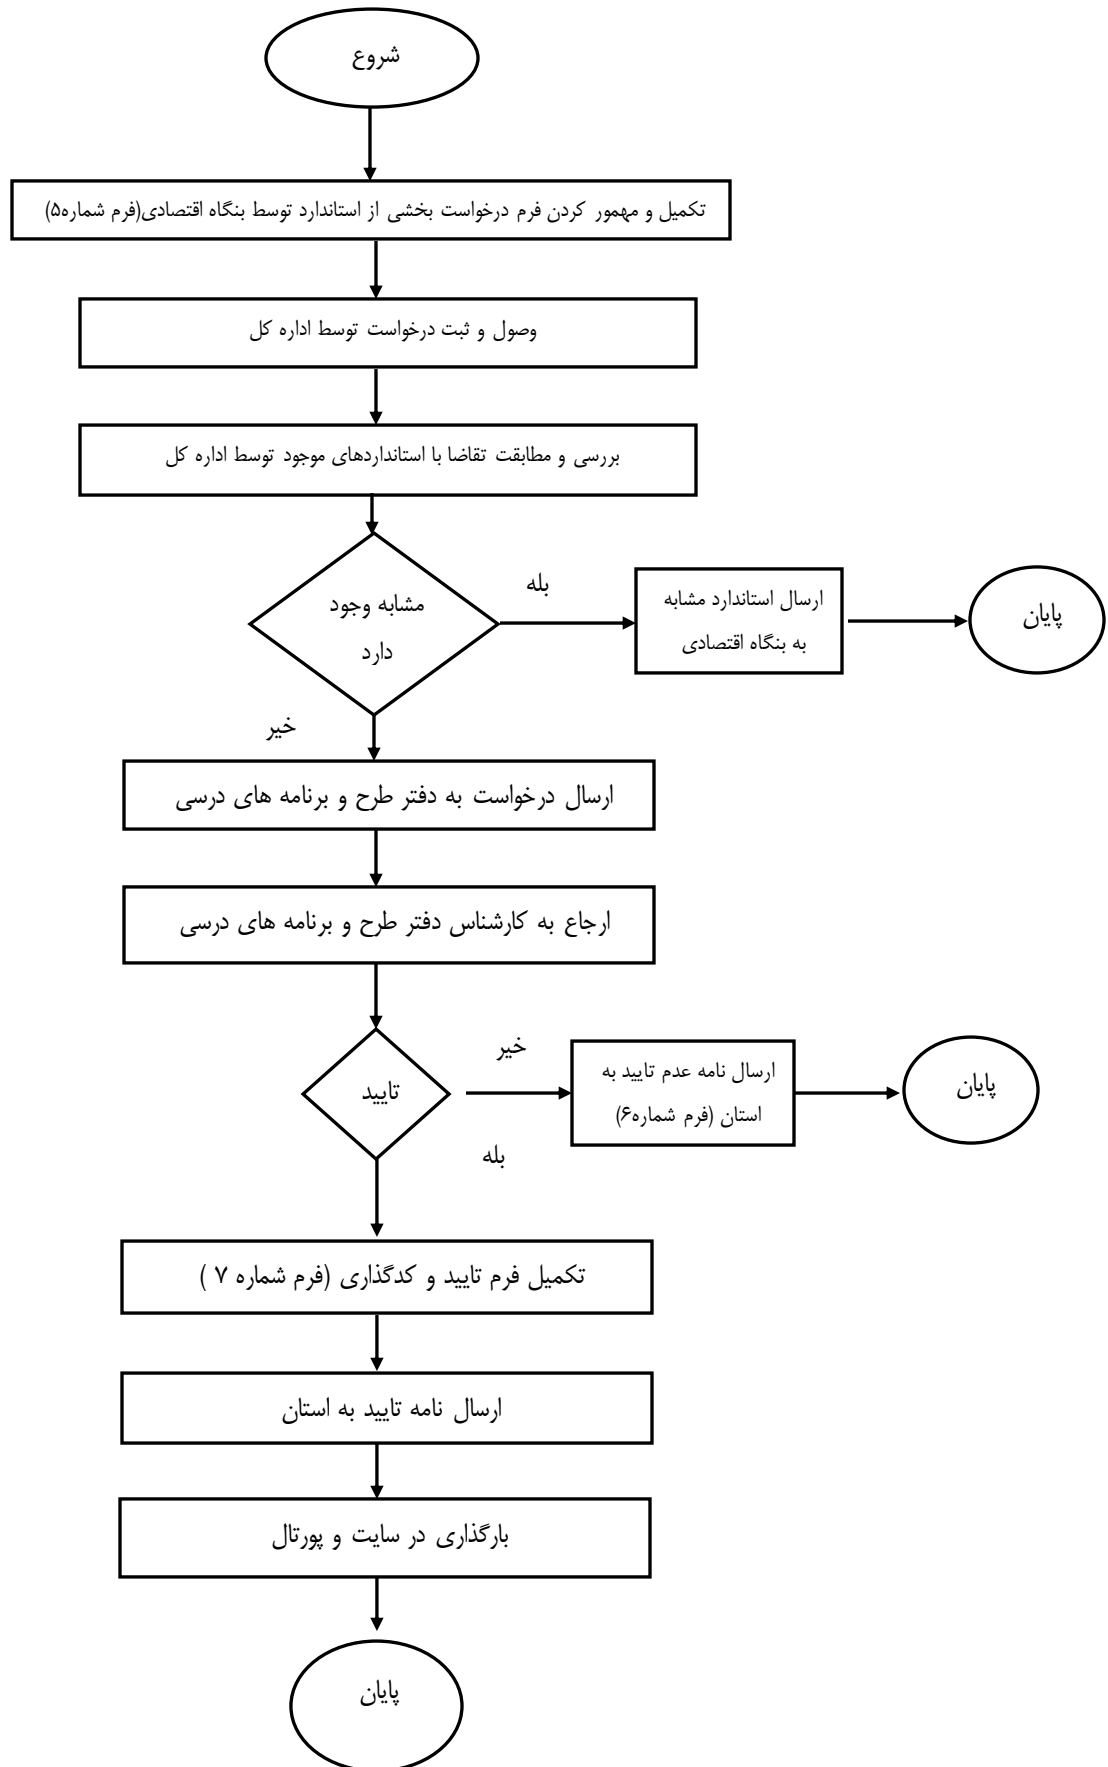 شروع
تکمیل و مهمور کردن فرم درخواست بخشی از استاندارد توسط بنگاه اقتصادی(فرم شماره۵)
وصول و ثبت درخواست توسط اداره کل
بررسی و مطابقت تقاضا با استانداردهای موجود توسط اداره کل
مشابه وجود
دارد
بله
ارسال استاندارد مشابه
به بنگاه اقتصادی
پایان
خیر
ارسال درخواست به دفتر طرح و برنامه های درسی
ارجاع به کارشناس دفتر طرح و برنامه های درسی
تایید
خیر
ارسال نامه عدم تایید به
استان (فرم شماره۶)
پایان
بله
تکمیل فرم تایید و کدگذاری (فرم شماره ۷ )
ارسال نامه تایید به استان
بارگذاری در سایت و پورتال
پایان